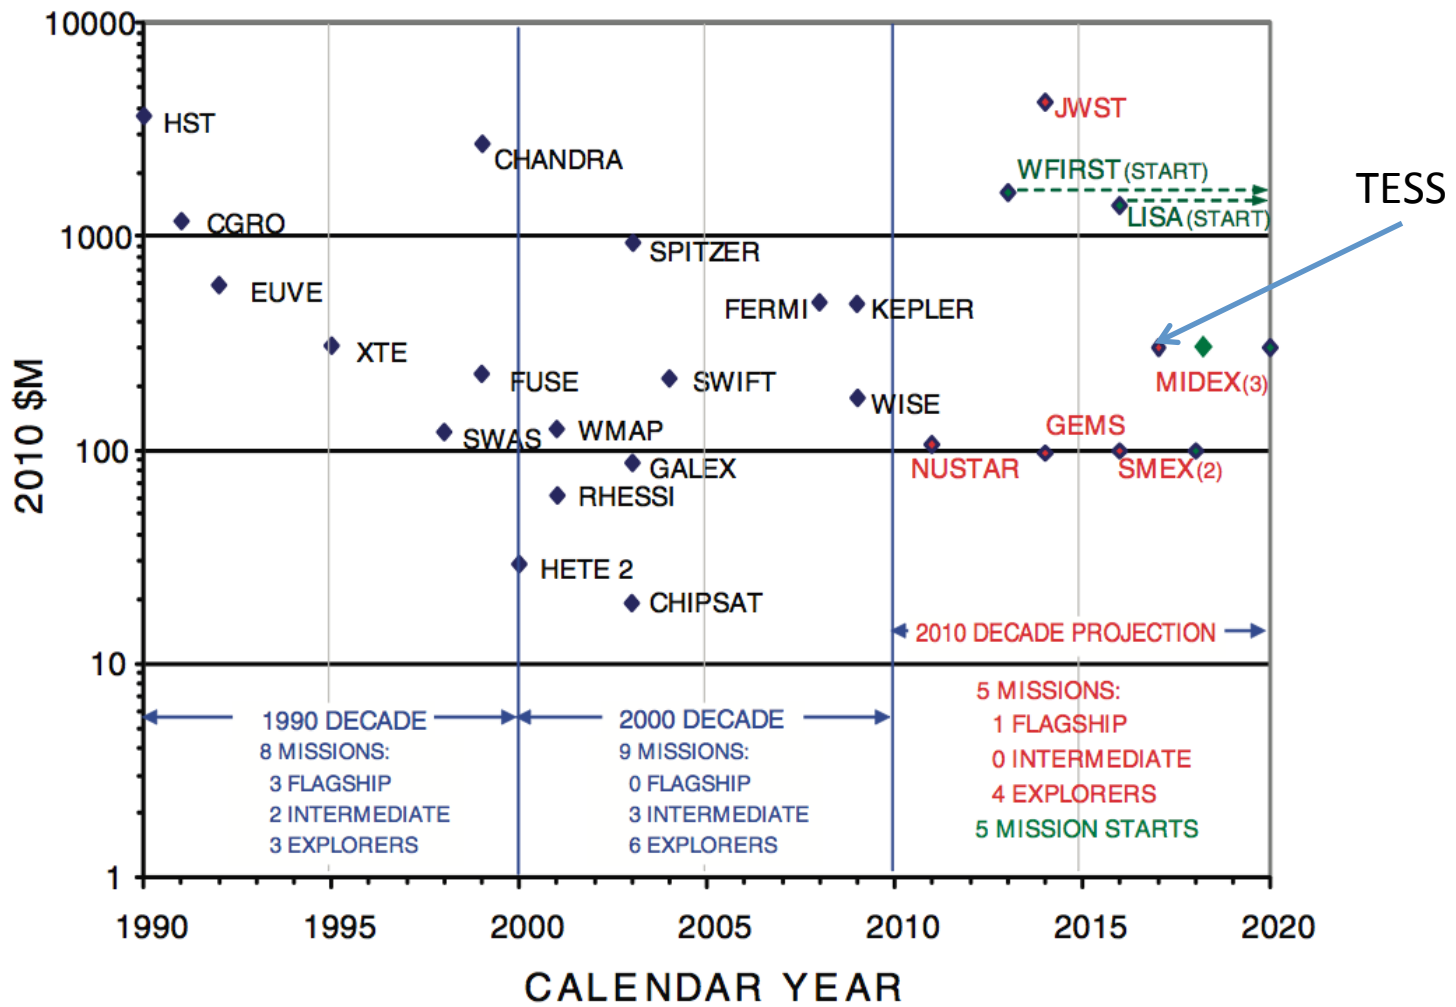 10000
HST
JWST
CHANDRA
WFIRST (START)
TESS
LISA (START)
CGRO
1000
SPITZER
EUVE
FERMI
KEPLER
XTE
FUSE
SWIFT
MIDEX(3)
WISE
GEMS
SWAS
WMAP
100
GALEX
NUSTAR
SMEX(2)
RHESSI
HETE 2
CHIPSAT
2010 DECADE PROJECTION
10
2010 $M
1990 DECADE
8 MISSIONS:
3 FLAGSHIP
2 INTERMEDIATE
3 EXPLORERS
2000 DECADE
9 MISSIONS:
0 FLAGSHIP
3 INTERMEDIATE
6 EXPLORERS
5 MISSIONS:
1 FLAGSHIP
0 INTERMEDIATE
4 EXPLORERS
5 MISSION STARTS
1
1990 1995 2000 2005 2010 2015 2020
CALENDAR YEAR